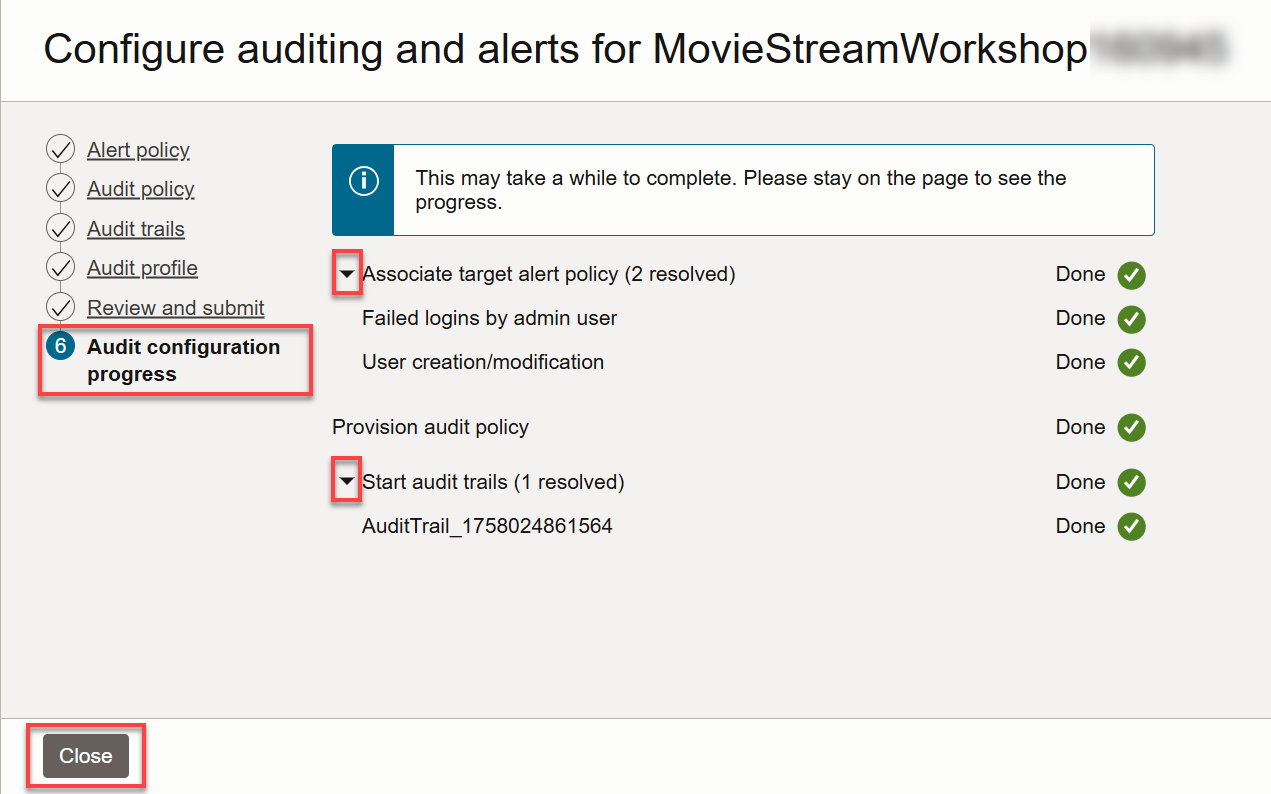 Configure auditing and alerts for MovieStreamWorkshop
Alert policy
Audit policy
Audit trails
Audit profile
Review and submit
6 Audit configuration
progress
This may take a while to complete. Please stay on the page to see the
progress.
Associate target alert policy (2 resolved) Done
Failed logins by admin user Done
User creation/modification Done
Provision audit policy Done
Start audit trails (1 resolved) Done
AuditTrail_1758024861564 Done
Close